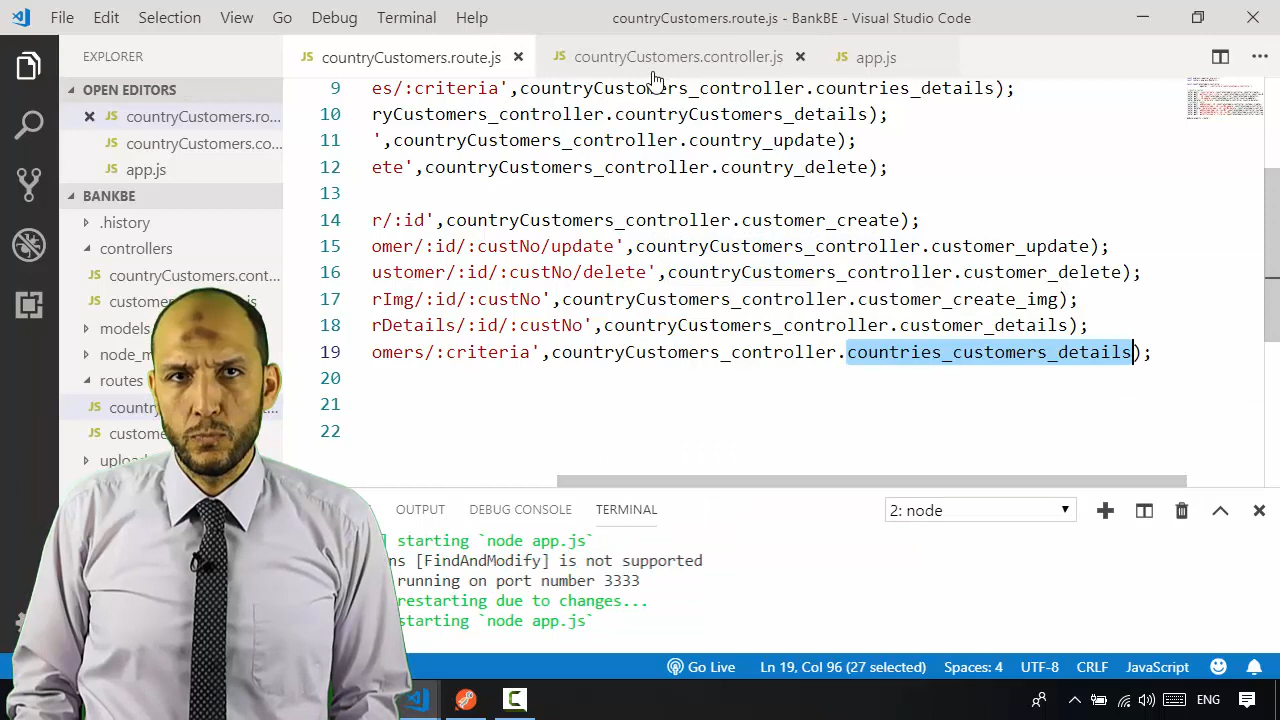 File Edit Selection View Go Debug Terminal Help countryCustomers.route.js - BankBE - Visual Studio Code
EXPLORER
OPEN EDITORS
countryCustomers.ro...
countryCustomers.co...
JS app.js
BANKBE
.history
controllers
JS countryCustomers.cont...
JS
models
routes
JS
JS
JS countryCustomers.route.js
JS countryCustomers.controller.js
JS app.js
9 es/:criteria',countryCustomers_controller.countries_details);
10 ryCustomers_controller.countryCustomers_details);
11 ',countryCustomers_controller.country_update);
12 ete',countryCustomers_controller.country_delete);
13
14 r/:id',countryCustomers_controller.customer_create);
15 omer/:id/:custNo/update',countryCustomers_controller.customer_update);
16 ustomer/:id/:custNo/delete',countryCustomers_controller.customer_delete);
17 rImg/:id/:custNo',countryCustomers_controller.customer_create_img);
18 rDetails/:id/:custNo',countryCustomers_controller.customer_details);
19 omers/:criteria',countryCustomers_controller.countries_customers_details);
20
21
22
OUTPUT DEBUG CONSOLE TERMINAL 2: node
] starting `node app.js`
ns [FindAndModify] is not supported
running on port number 3333
restarting due to changes...
starting `node app.js`
Go Live Ln 19, Col 96 (27 selected) Spaces: 4 UTF-8 CRLF JavaScript
ENG